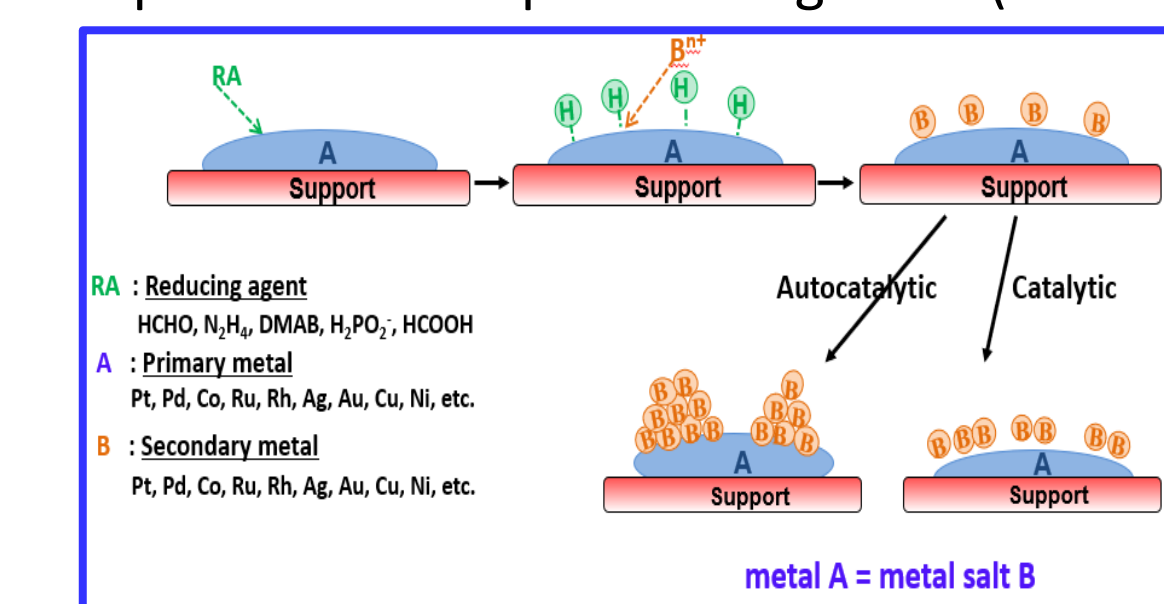 RA
Bⁿ⁺
H H H H
B B B B
A A A
Support Support Support
Autocatalytic Catalytic
RA : Reducing agent
HCHO, N₂H₄, DMAB, H₂PO₂⁻, HCOOH
A : Primary metal
Pt, Pd, Co, Ru, Rh, Ag, Au, Cu, Ni, etc.
B : Secondary metal
Pt, Pd, Co, Ru, Rh, Ag, Au, Cu, Ni, etc.
B B B
B B B B B
B B B B B B B
B B B B B B B
A A
Support Support
metal A = metal salt B